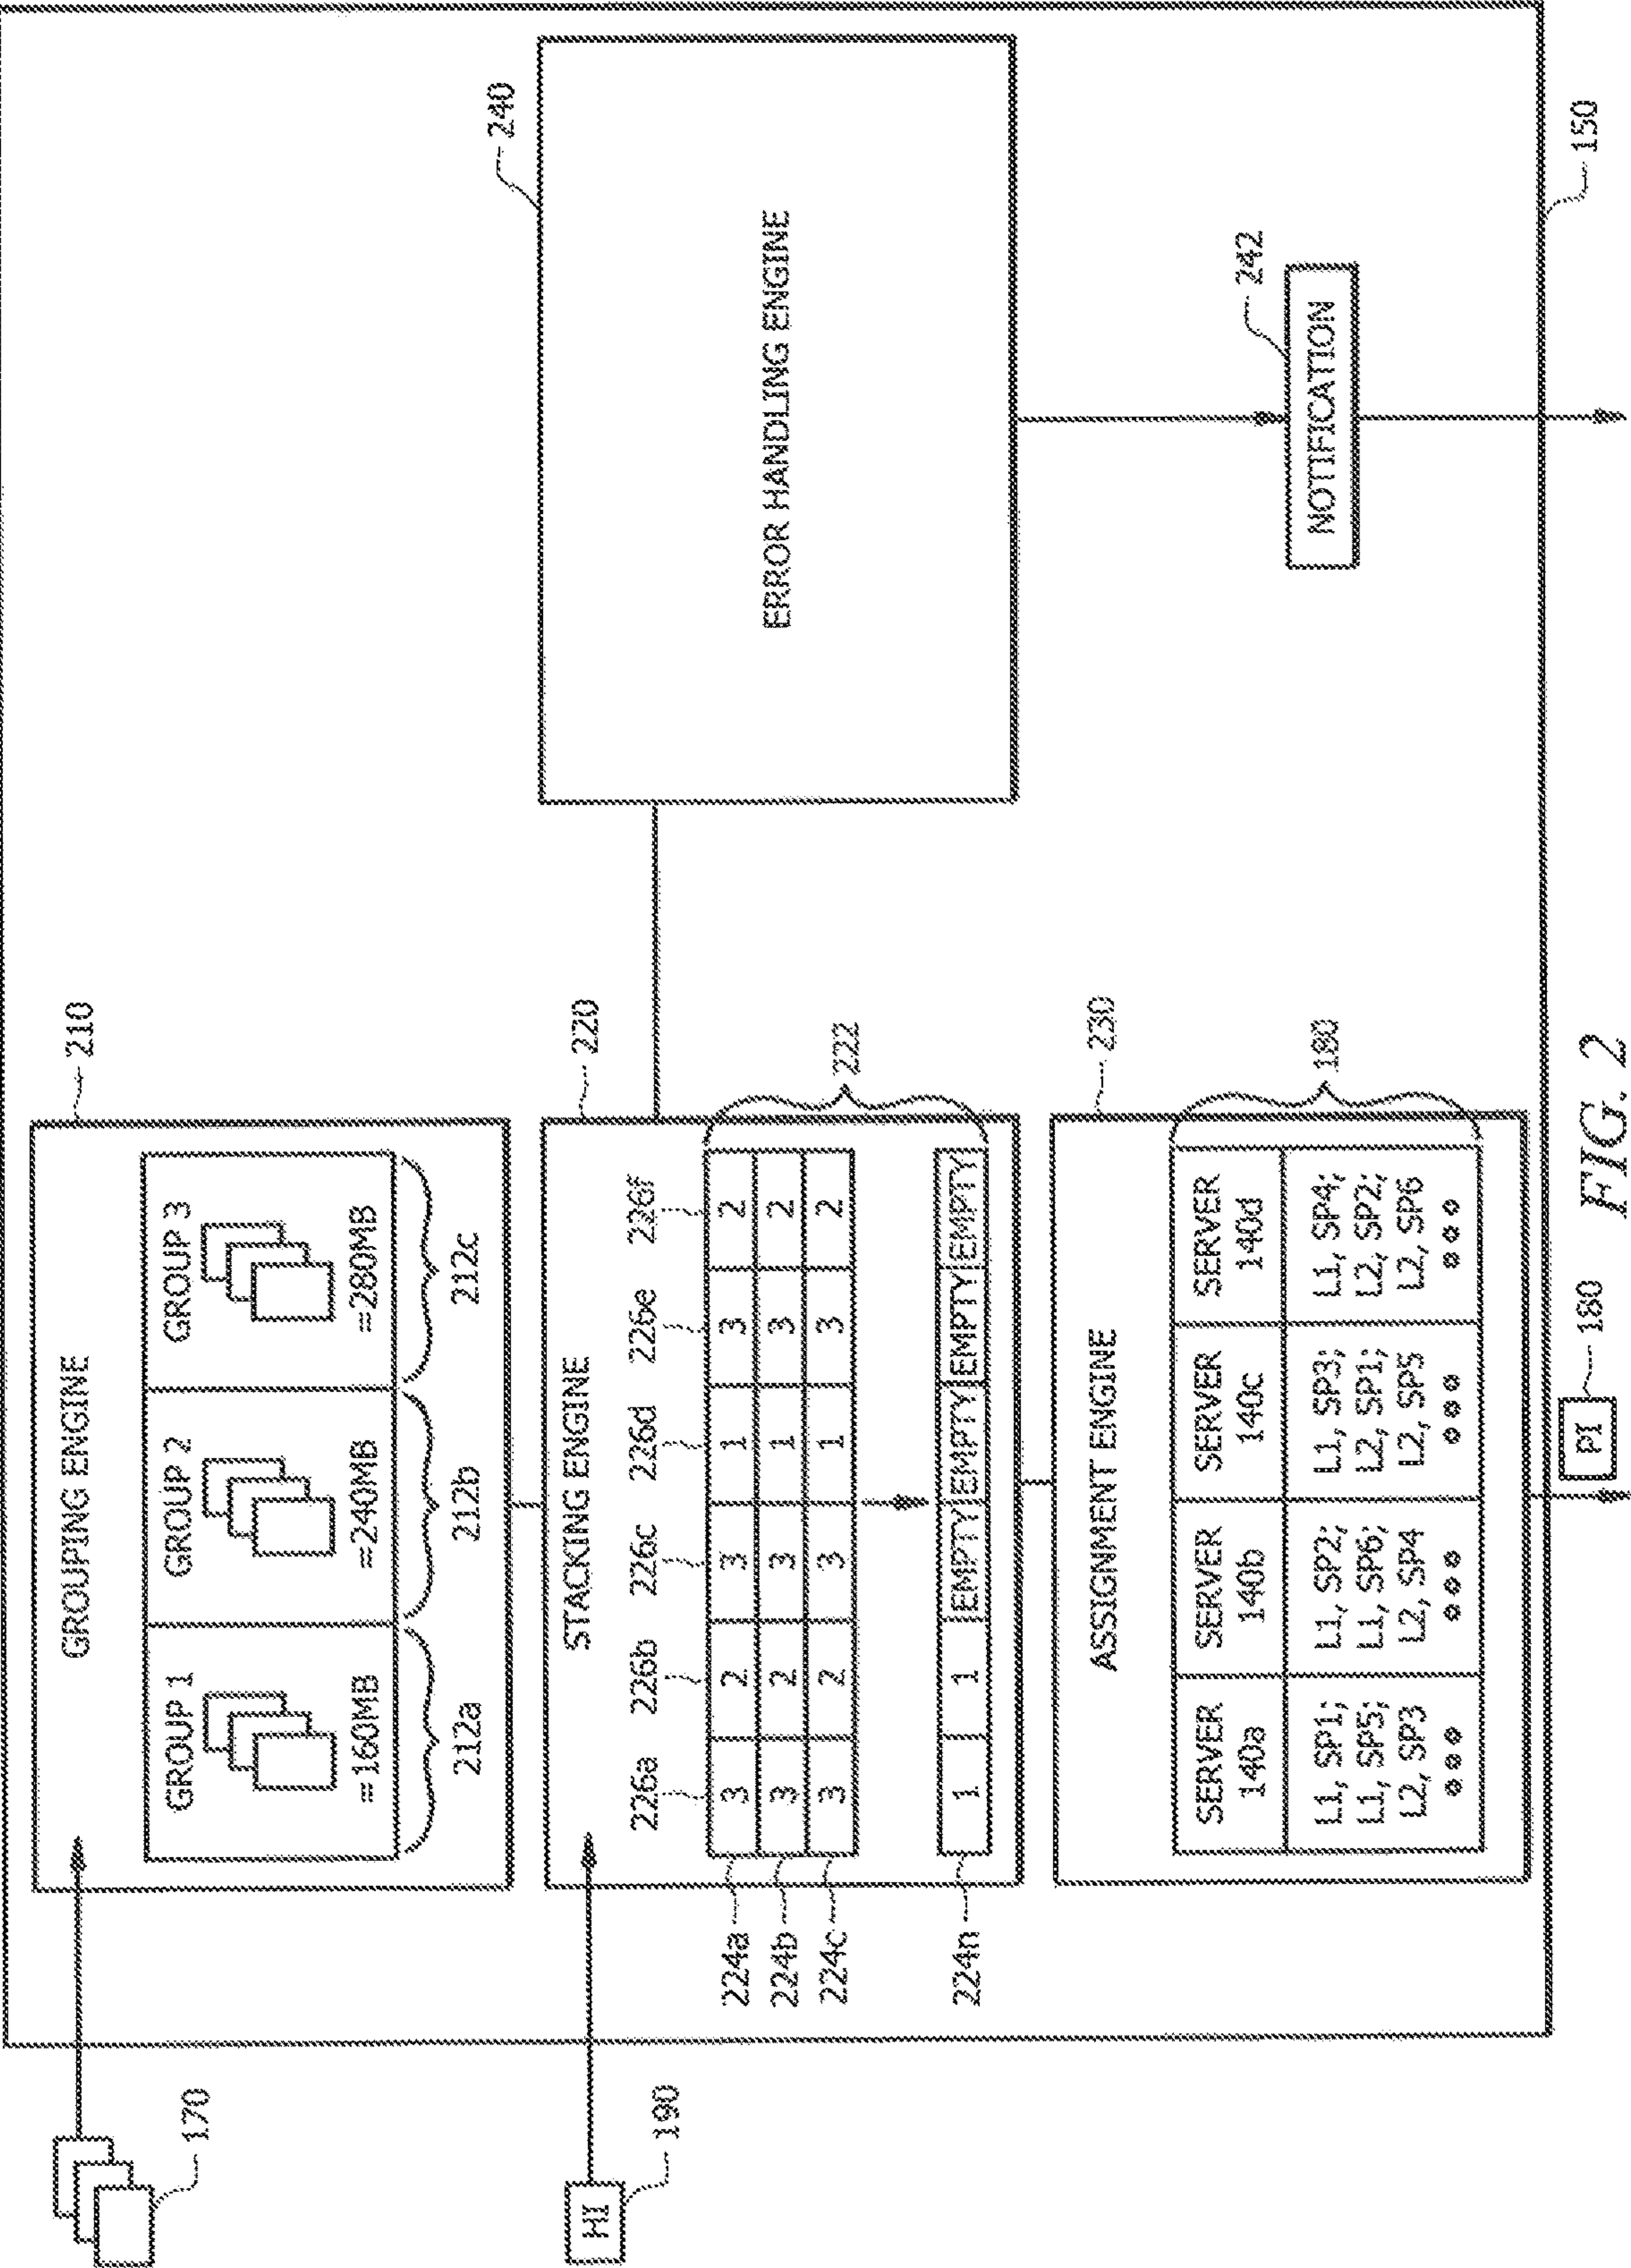 170
GROUPING ENGINE
210
GROUP 1
GROUP 2
GROUP 3
=160MB
=240MB
=280MB
212a
212b
212c
HI
190
STACKING ENGINE
220
226a
226b
226c
226d
226e
226f
224a
3
2
3
1
3
2
224b
3
2
3
1
3
2
224c
3
2
3
1
3
2
222
224n
1
1
EMPTY
EMPTY
EMPTY
EMPTY
ASSIGNMENT ENGINE
230
SERVER 140a
SERVER 140b
SERVER 140c
SERVER 140d
L1, SP1;
L1, SP5;
L2, SP3
L1, SP2;
L1, SP6;
L2, SP4
L1, SP3;
L2, SP1;
L2, SP5
L1, SP4;
L2, SP2;
L2, SP6
180
240
ERROR HANDLING ENGINE
242
NOTIFICATION
150
PI
180
FIG. 2